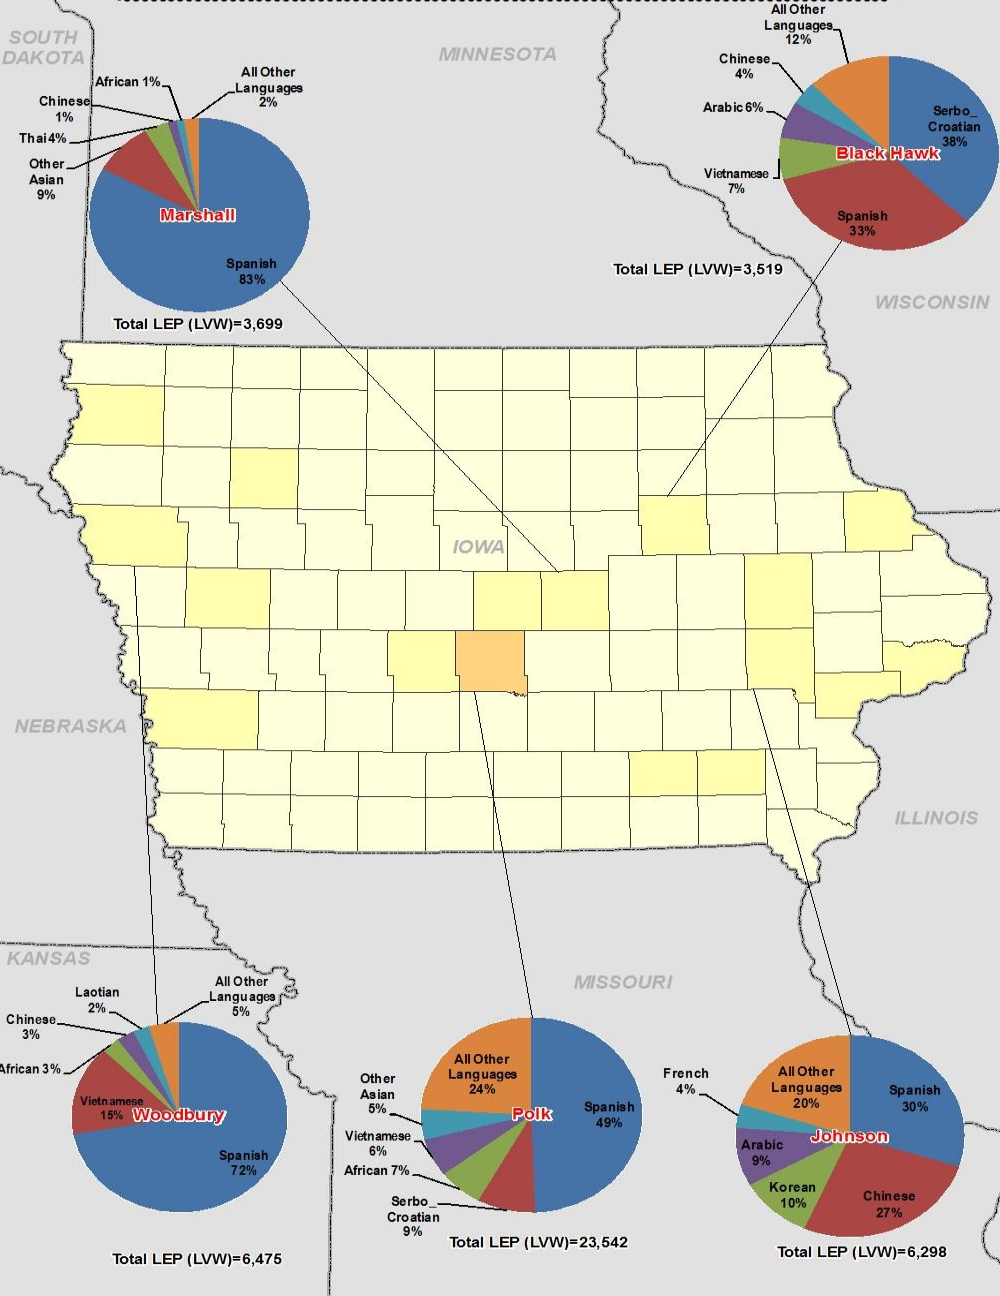 SOUTH
DAKOTA
MINNESOTA
WISCONSIN
IOWA
NEBRASKA
ILLINOIS
KANSAS
MISSOURI
African 1%
All Other
Languages
2%
Chinese
1%
Thai 4%
Other
Asian
9%
Marshall
Spanish
83%
Total LEP (LVW)=3,699
All Other
Languages
12%
Chinese
4%
Arabic 6%
Vietnamese
7%
Serbo_
Croatian
38%
Black Hawk
Spanish
33%
Total LEP (LVW)=3,519
Laotian
2%
All Other
Languages
5%
Chinese
3%
African 3%
Vietnamese
15%
Woodbury
Spanish
72%
Total LEP (LVW)=6,475
All Other
Languages
24%
Other
Asian
5%
Vietnamese
6%
African 7%
Serbo_
Croatian
9%
Polk
Spanish
49%
Total LEP (LVW)=23,542
French
4%
All Other
Languages
20%
Spanish
30%
Johnson
Arabic
9%
Korean
10%
Chinese
27%
Total LEP (LVW)=6,298